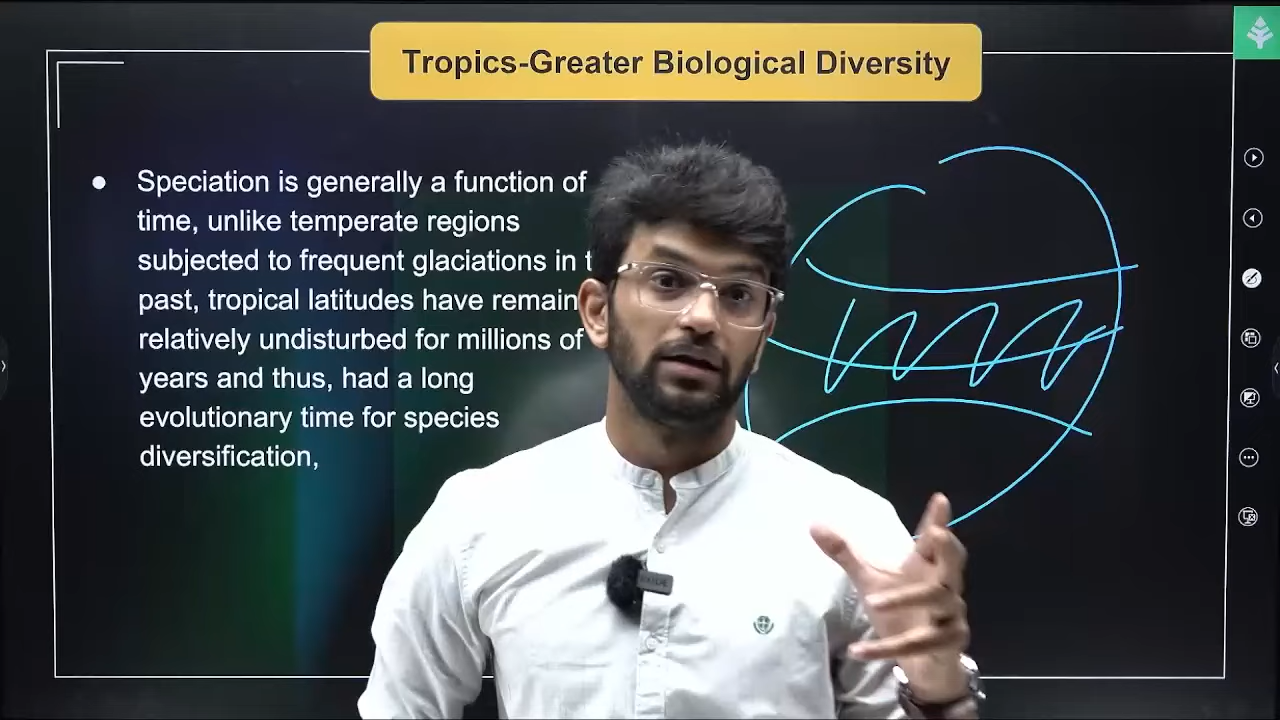 Tropics-Greater Biological Diversity
● Speciation is generally a function of
time, unlike temperate regions
subjected to frequent glaciations in
past, tropical latitudes have remain
relatively undisturbed for millions of
years and thus, had a long
evolutionary time for species
diversification,